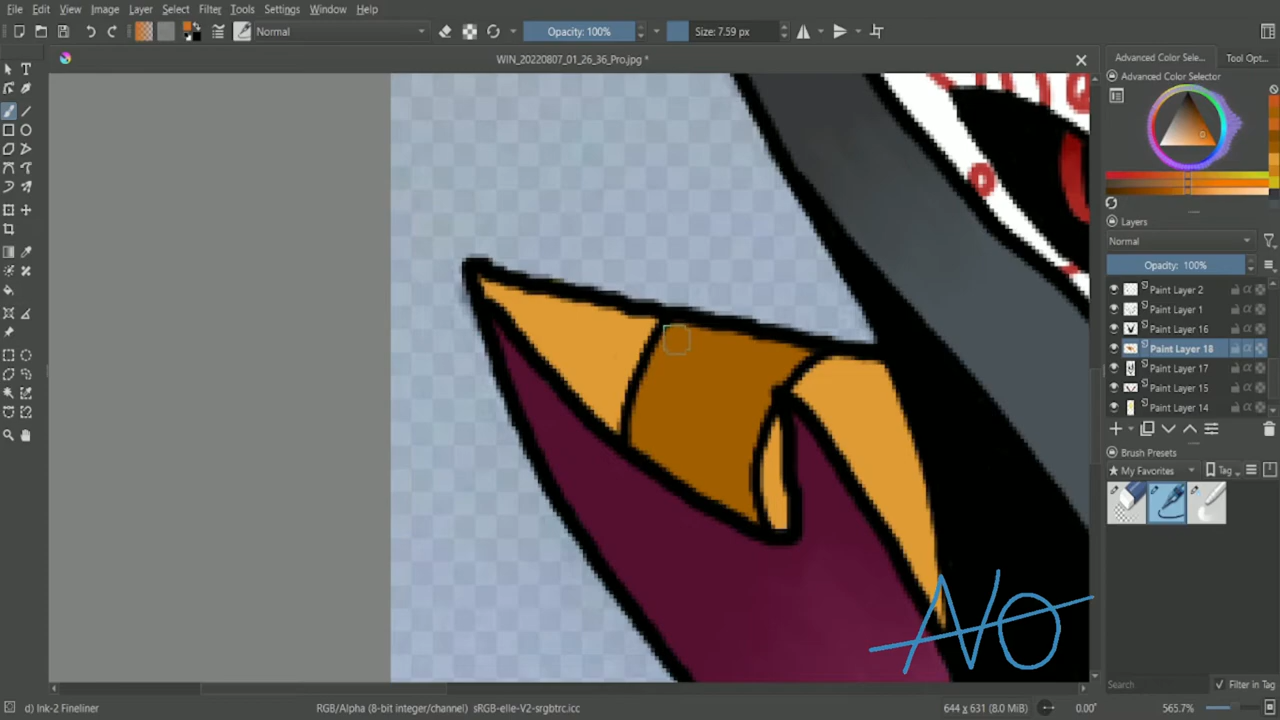 File Edit View Image Layer Filter Tools Settings Window Help
Normal Opacity: 100% Size: 7.59 px
WIN_20220807_01_26_36_Pro.jpg *
Advanced Color Sele... Tool Opt...
Advanced Color Selector
Layers
Normal
Opacity: 100%
Paint Layer 2
Paint Layer 1
Paint Layer 16
Paint Layer 18
Paint Layer 17
Paint Layer 15
Paint Layer 14
Brush Presets
My Favorites Tag
NO
Search Filter in Tag
d) Ink-2 Fineliner RGB/Alpha (8-bit integer/channel) sRGB-elle-V2-srgbtrc.icc 644 x 631 (8.0 MiB) 0.00° 565.7%